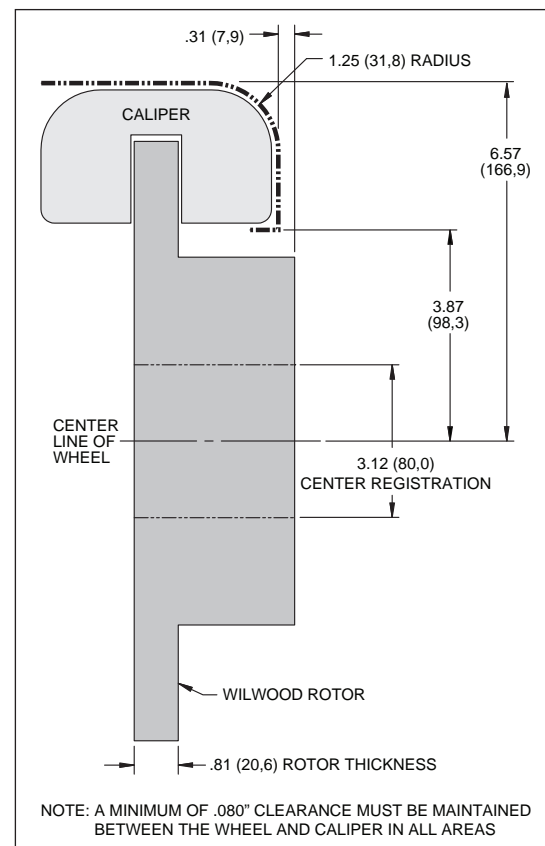 .31 (7,9)
1.25 (31,8) RADIUS
CALIPER
6.57
(166,9)
3.87
(98,3)
CENTER
LINE OF
WHEEL
3.12 (80,0)
CENTER REGISTRATION
WILWOOD ROTOR
.81 (20,6) ROTOR THICKNESS
NOTE: A MINIMUM OF .080” CLEARANCE MUST BE MAINTAINED
BETWEEN THE WHEEL AND CALIPER IN ALL AREAS